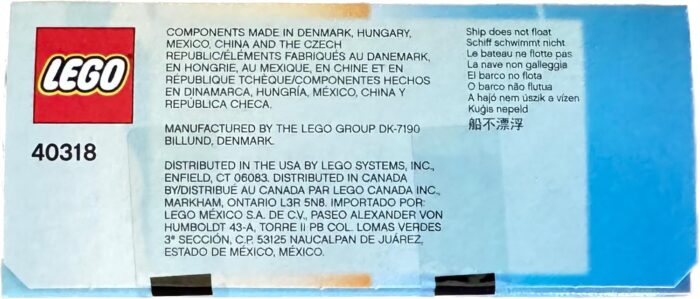 LEGO
40318
COMPONENTS MADE IN DENMARK, HUNGARY,
MEXICO, CHINA AND THE CZECH
REPUBLIC/ÉLÉMENTS FABRIQUÉS AU DANEMARK,
EN HONGRIE, AU MEXIQUE, EN CHINE ET EN
RÉPUBLIQUE TCHÈQUE/COMPONENTES HECHOS
EN DINAMARCA, HUNGRÍA, MÉXICO, CHINA Y
REPÚBLICA CHECA.
MANUFACTURED BY THE LEGO GROUP DK-7190
BILLUND, DENMARK.
DISTRIBUTED IN THE USA BY LEGO SYSTEMS, INC.,
ENFIELD, CT 06083. DISTRIBUTED IN CANADA
BY/DISTRIBUÉ AU CANADA PAR LEGO CANADA INC.,
MARKHAM, ONTARIO L3R 5N8. IMPORTADO POR:
LEGO MÉXICO S.A. DE C.V., PASEO ALEXANDER VON
HUMBOLDT 43-A, TORRE II PB COL. LOMAS VERDES
3ª SECCIÓN, C.P. 53125 NAUCALPAN DE JUÁREZ,
ESTADO DE MÉXICO, MÉXICO.
Ship does not float
Schiff schwimmt nicht
Le bateau ne flotte pas
La nave non galleggia
El barco no flota
O barco não flutua
A hajó nem úszik a vízen
Kuģis nepeld
船不漂浮